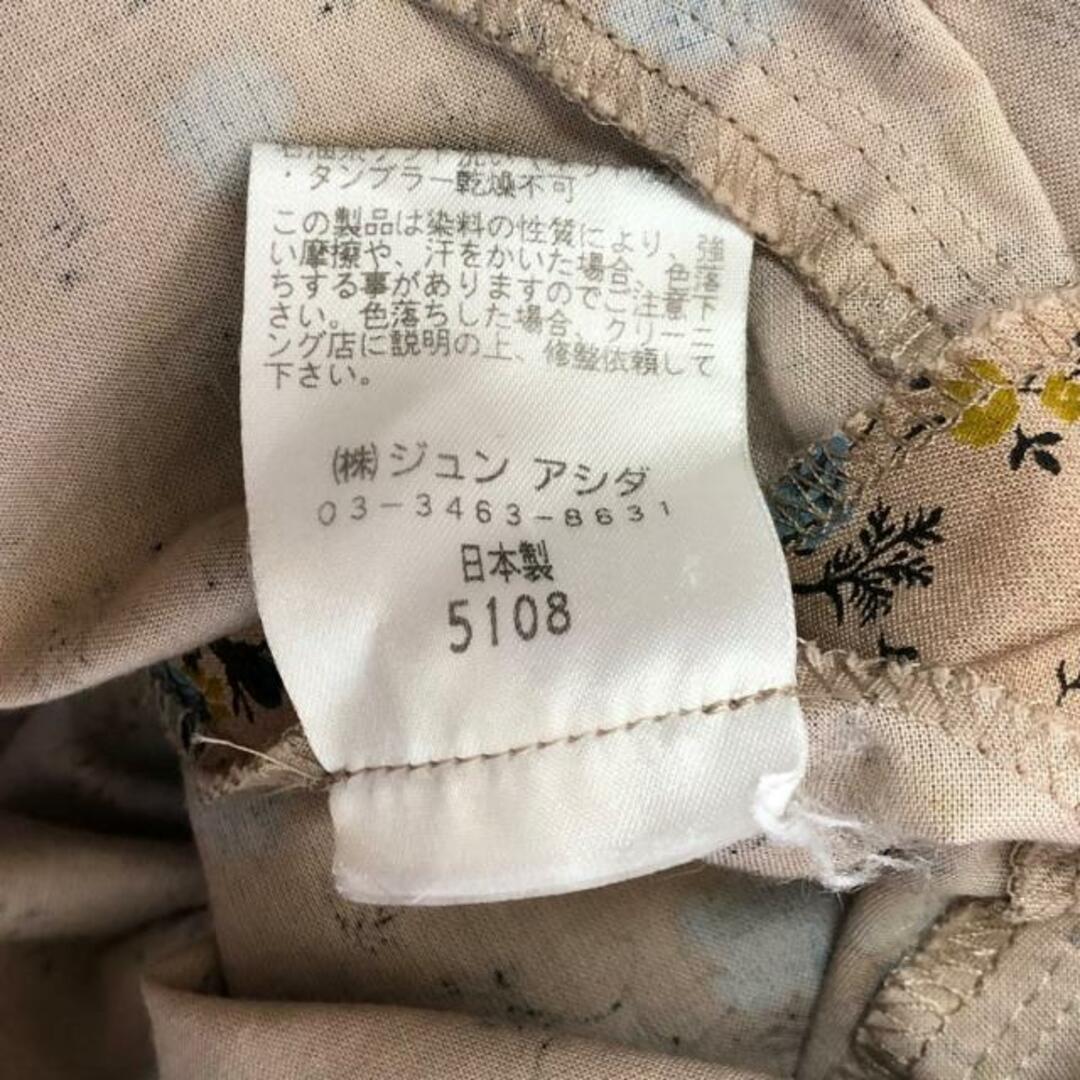 ・タンブラー乾燥不可
この製品は染料の性質により、強
い摩擦や、汗をかいた場合、色落
ちする事がありますのでご注意下
さい。色落ちした場合、クリーニ
ング店に説明の上、修整依頼して
下さい。
㈱ジュン アシダ
03-3463-8631
日本製
5108